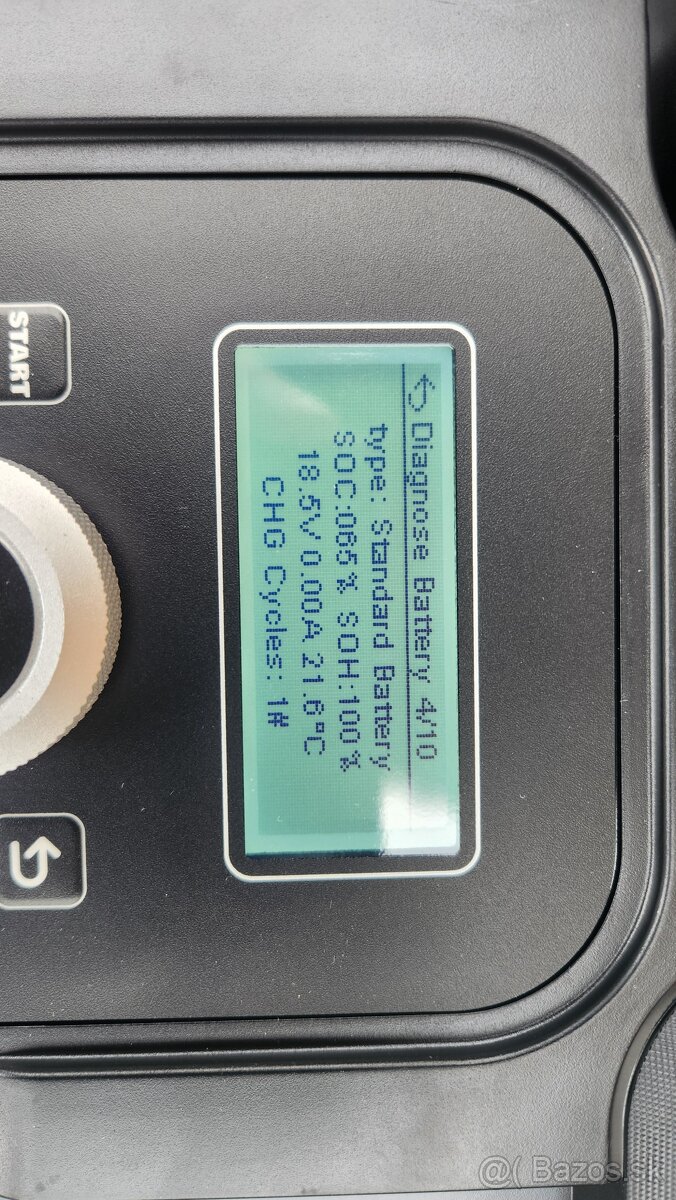 Diagnose Battery 4/10
type: Standard Battery
SOC:065% SOH:100%
18.5V 0.00A 21.6°C
CHG Cycles: 1#
START
@( Bazos.sk